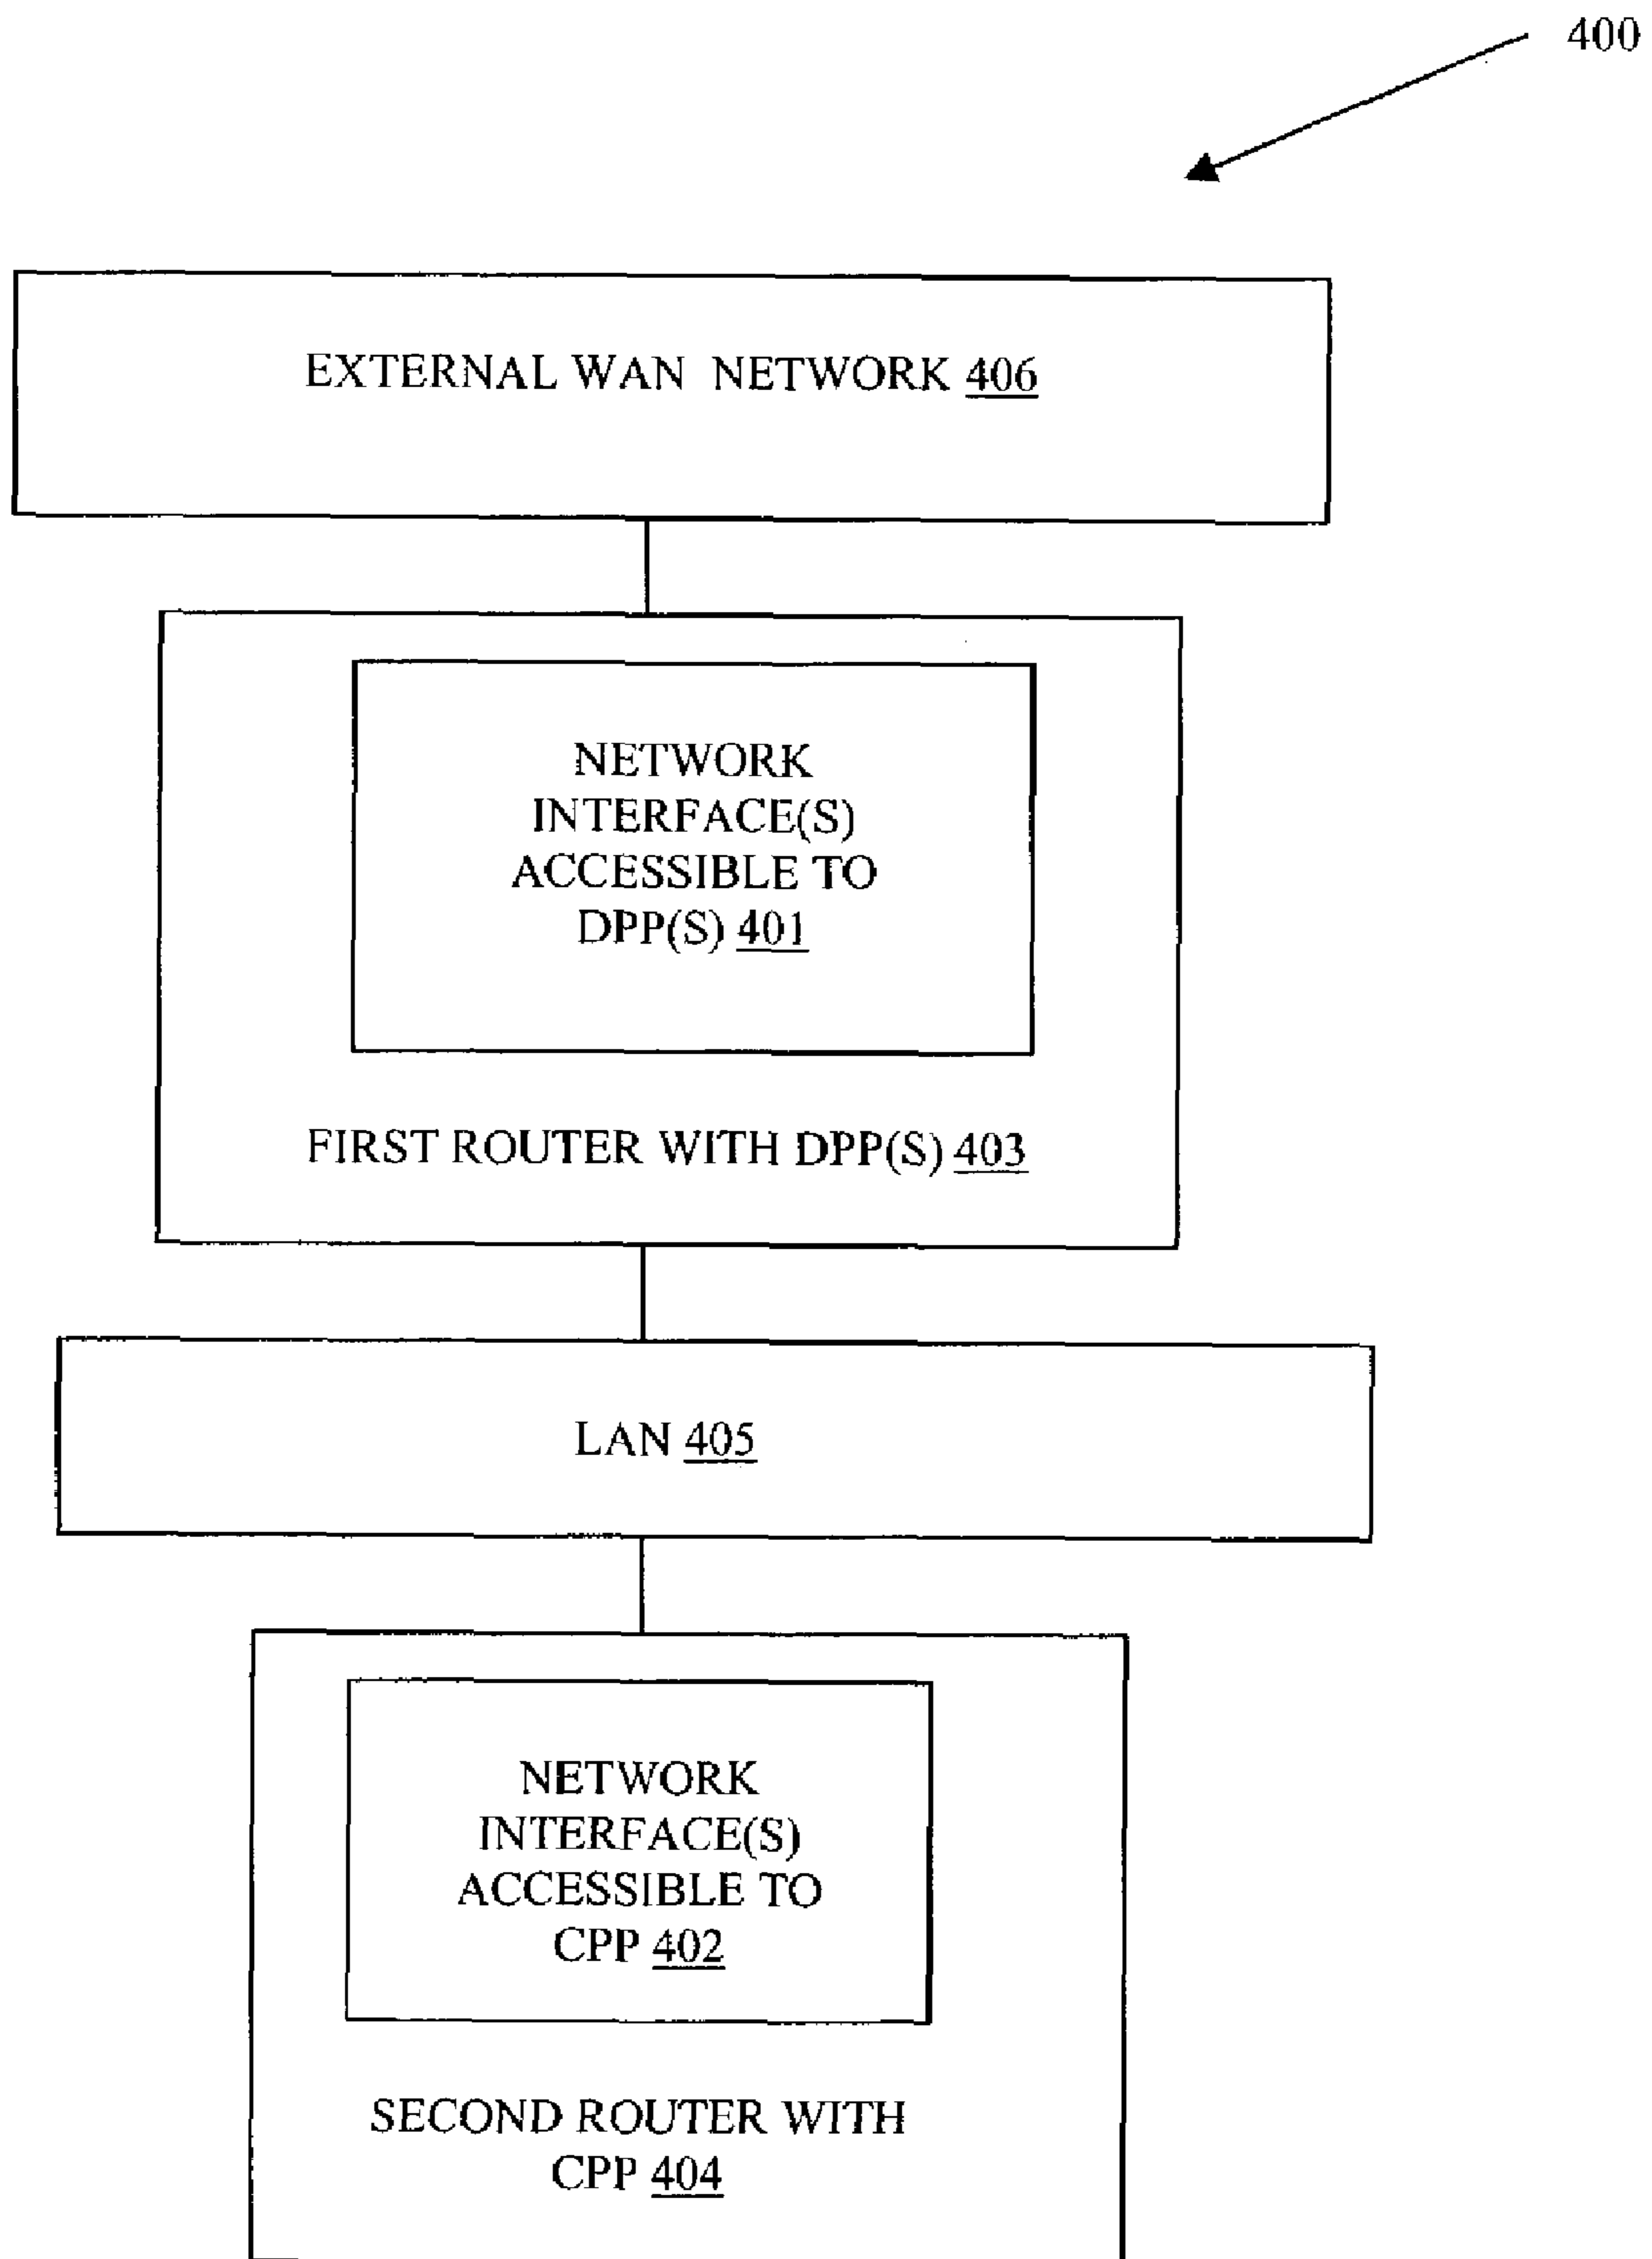 400
EXTERNAL WAN NETWORK 406
NETWORK
INTERFACE(S)
ACCESSIBLE TO
DPP(S) 401
FIRST ROUTER WITH DPP(S) 403
LAN 405
NETWORK
INTERFACE(S)
ACCESSIBLE TO
CPP 402
SECOND ROUTER WITH
CPP 404